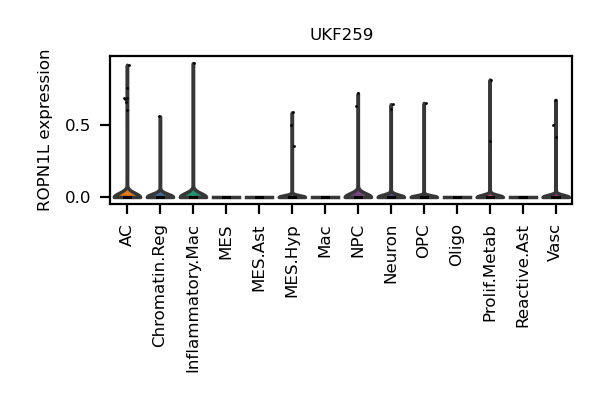 UKF259
ROPN1L expression
0.5
0.0
AC
Chromatin.Reg
Inflammatory.Mac
MES
MES.Ast
MES.Hyp
Mac
NPC
Neuron
OPC
Oligo
Prolif.Metab
Reactive.Ast
Vasc